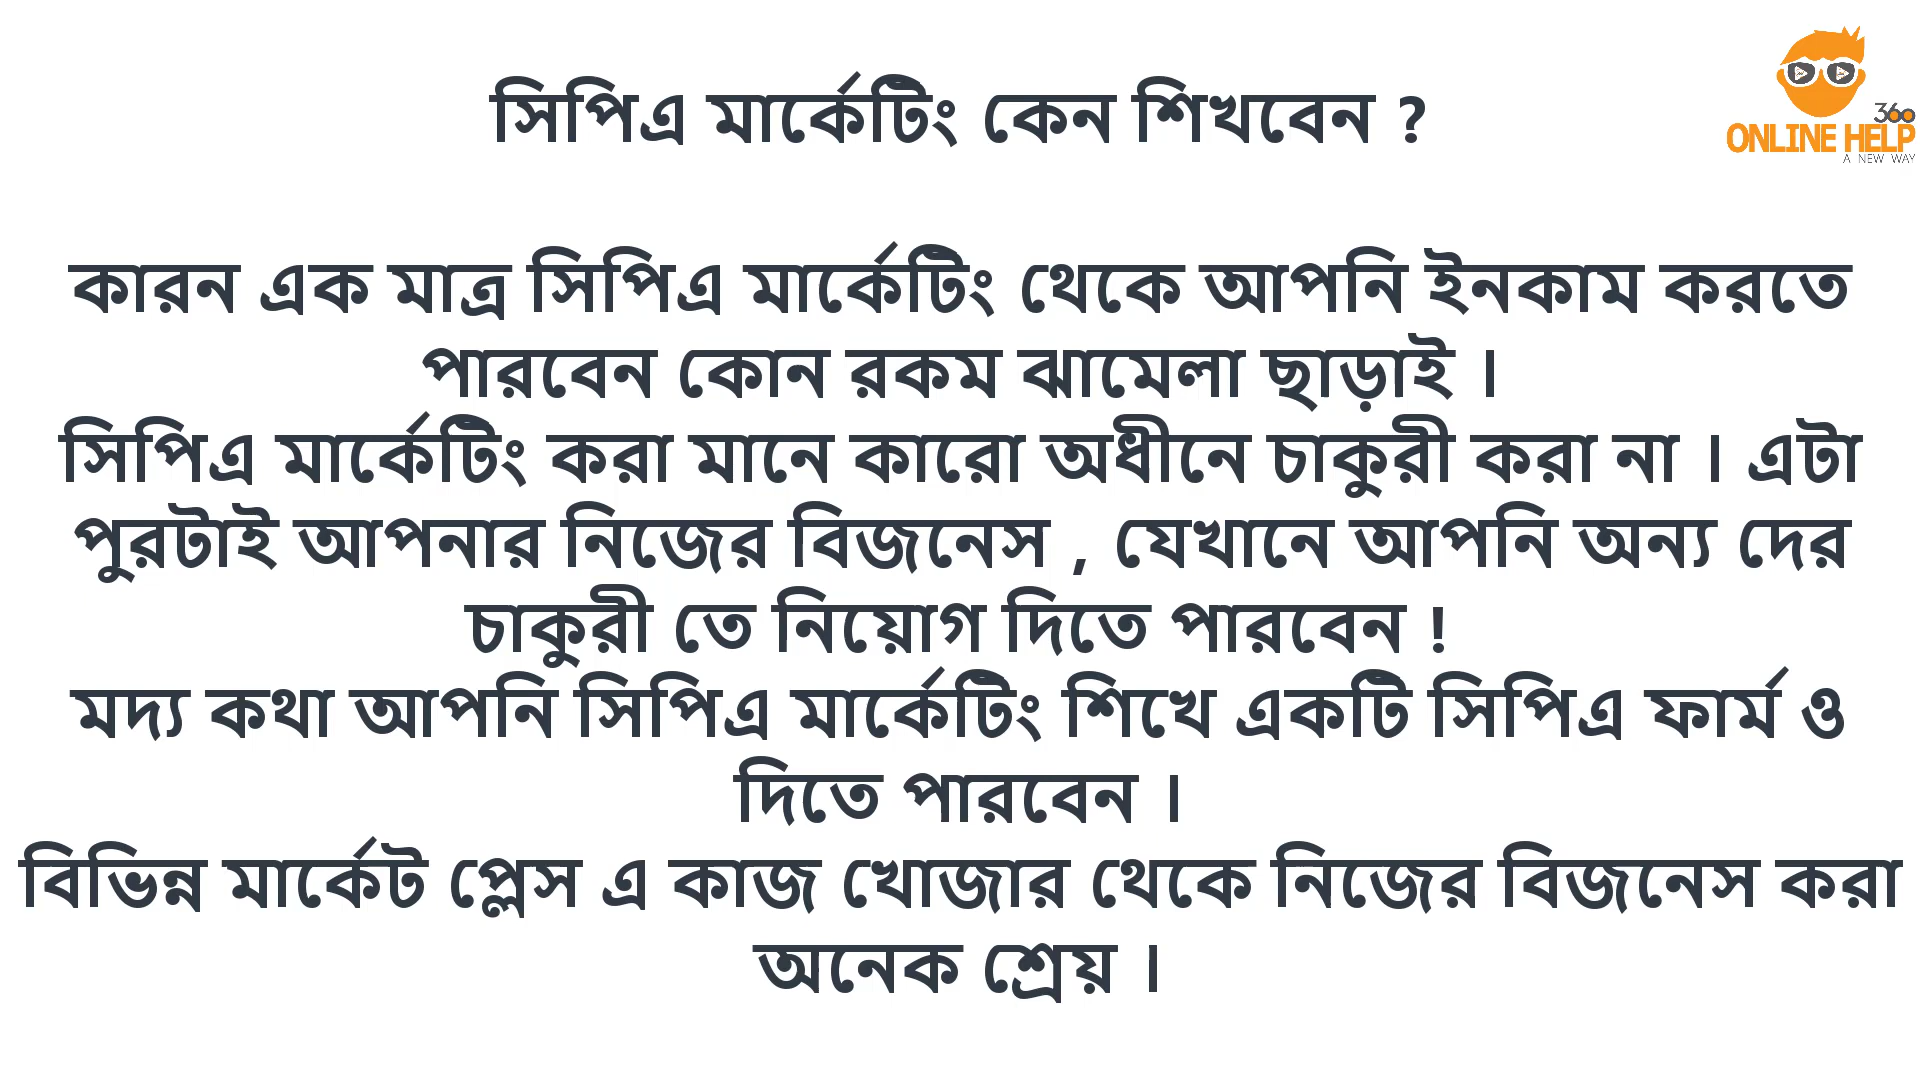 সিপিএ মার্কেটিং কেন শিখবেন ?
360
ONLINE HELP
A NEW WAY
কারন এক মাত্র সিপিএ মার্কেটিং থেকে আপনি ইনকাম করতে
পারবেন কোন রকম ঝামেলা ছাড়াই ।
সিপিএ মার্কেটিং করা মানে কারো অধীনে চাকুরী করা না । এটা
পুরটাই আপনার নিজের বিজনেস , যেখানে আপনি অন্য দের
চাকুরী তে নিয়োগ দিতে পারবেন !
মদ্য কথা আপনি সিপিএ মার্কেটিং শিখে একটি সিপিএ ফার্ম ও
দিতে পারবেন ।
বিভিন্ন মার্কেট প্লেস এ কাজ খোজার থেকে নিজের বিজনেস করা
অনেক শ্রেয় ।